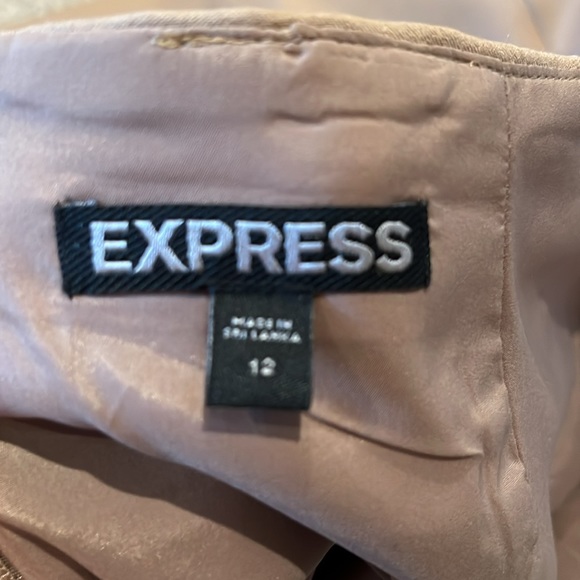 EXPRESS
MADE IN
SRI LANKA
12